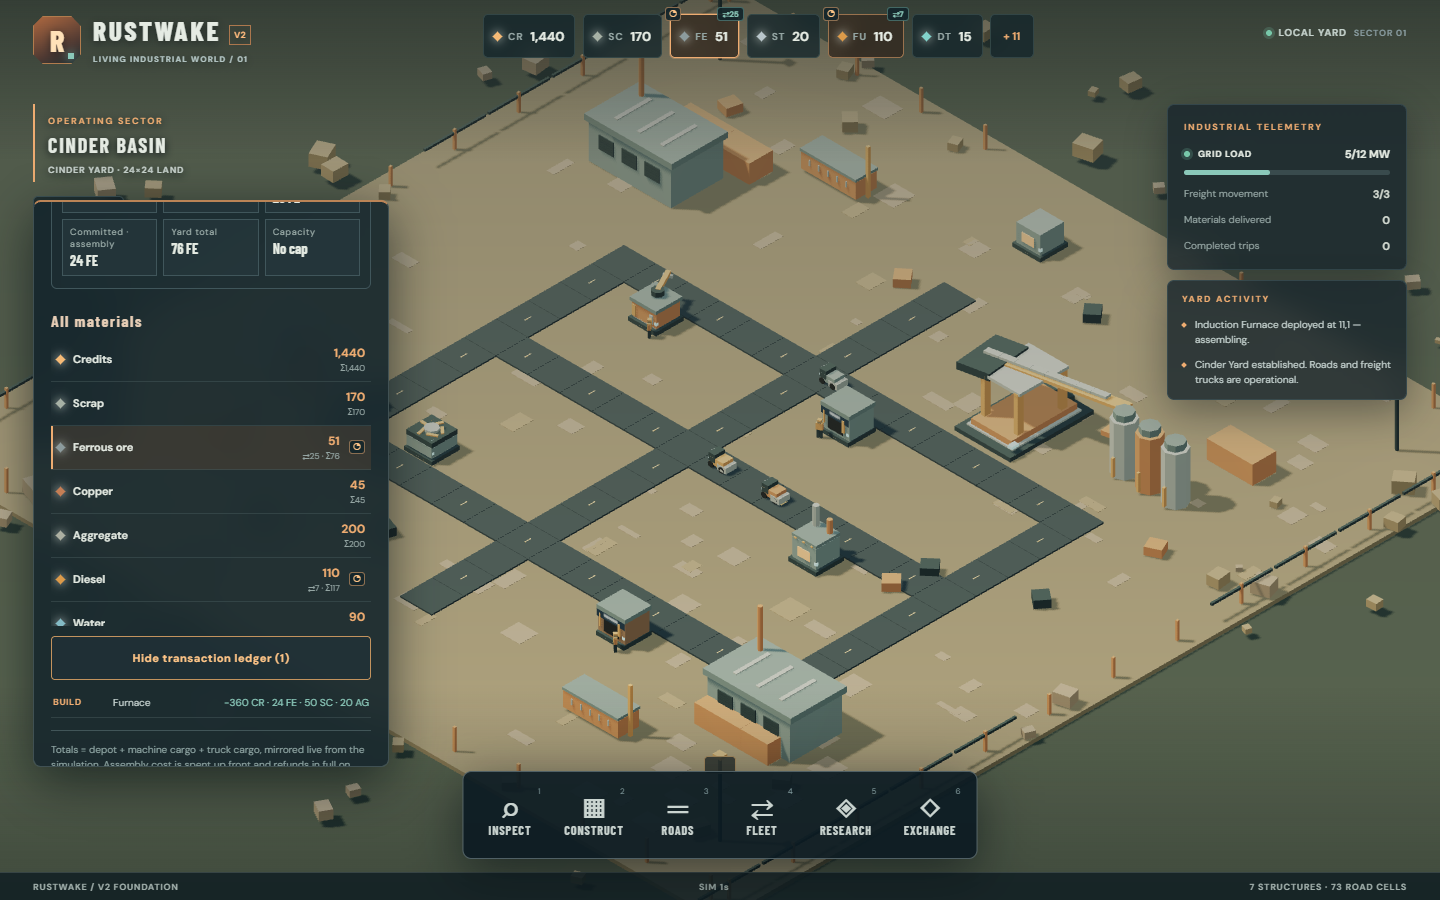 R
RUSTWAKE V2
LIVING INDUSTRIAL WORLD / 01
CR 1,440
SC 170
⇄25
FE 51
ST 20
⇄7
FU 110
DT 15
+11
LOCAL YARD SECTOR 01
OPERATING SECTOR
CINDER BASIN
CINDER YARD · 24×24 LAND
Committed · assembly
24 FE
Yard total
76 FE
Capacity
No cap
All materials
Credits 1,440
Σ1,440
Scrap 170
Σ170
Ferrous ore 51
⇄25 · Σ76
Copper 45
Σ45
Aggregate 200
Σ200
Diesel 110
⇄7 · Σ117
Water 90
Hide transaction ledger (1)
BUILD Furnace -360 CR · 24 FE · 50 SC · 20 AG
Totals = depot + machine cargo + truck cargo, mirrored live from the
simulation. Assembly cost is spent up front and refunds in full on
INDUSTRIAL TELEMETRY
GRID LOAD 5/12 MW
Freight movement 3/3
Materials delivered 0
Completed trips 0
YARD ACTIVITY
Induction Furnace deployed at 11,1 —
assembling.
Cinder Yard established. Roads and freight
trucks are operational.
1
INSPECT
2
CONSTRUCT
3
ROADS
4
FLEET
5
RESEARCH
6
EXCHANGE
RUSTWAKE / V2 FOUNDATION
SIM 1s
7 STRUCTURES · 73 ROAD CELLS